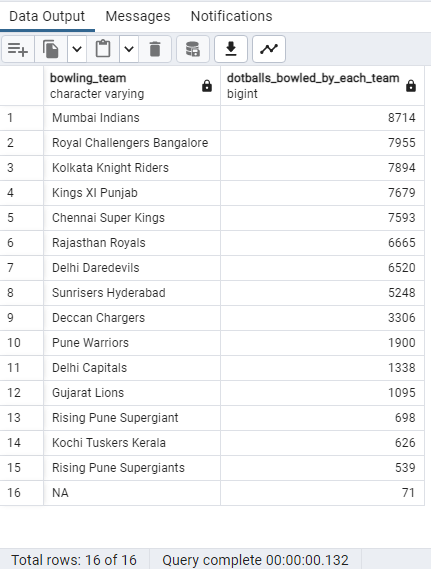 Data Output Messages Notifications
bowling_team dotballs_bowled_by_each_team
character varying bigint
1 Mumbai Indians 8714
2 Royal Challengers Bangalore 7955
3 Kolkata Knight Riders 7894
4 Kings XI Punjab 7679
5 Chennai Super Kings 7593
6 Rajasthan Royals 6665
7 Delhi Daredevils 6520
8 Sunrisers Hyderabad 5248
9 Deccan Chargers 3306
10 Pune Warriors 1900
11 Delhi Capitals 1338
12 Gujarat Lions 1095
13 Rising Pune Supergiant 698
14 Kochi Tuskers Kerala 626
15 Rising Pune Supergiants 539
16 NA 71
Total rows: 16 of 16 Query complete 00:00:00.132